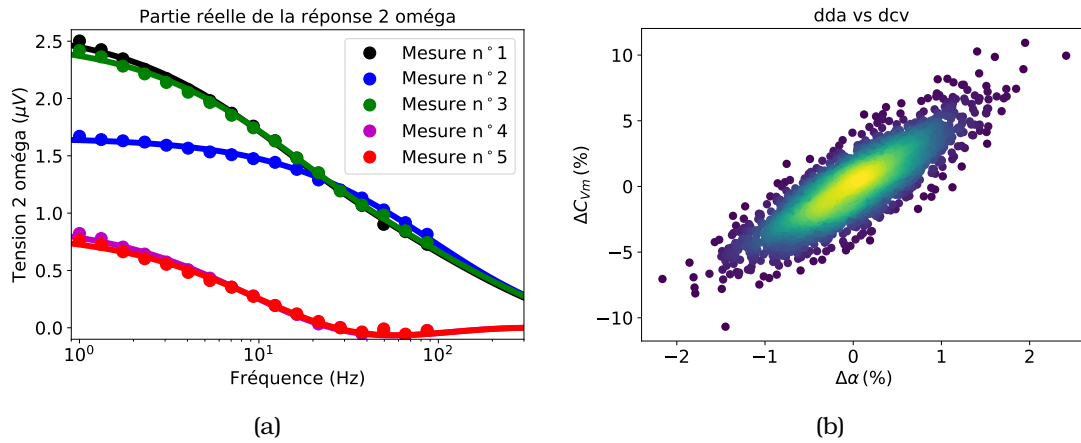 Partie réelle de la réponse 2 oméga
2.5
2.0
1.5
1.0
0.5
0.0
Tension 2 oméga (μV)
Mesure n°1
Mesure n°2
Mesure n°3
Mesure n°4
Mesure n°5
10⁰
10¹
10²
Fréquence (Hz)
(a)
dda vs dcv
10
5
0
−5
−10
ΔC_{Vm} (%)
−2
−1
0
1
2
Δα (%)
(b)